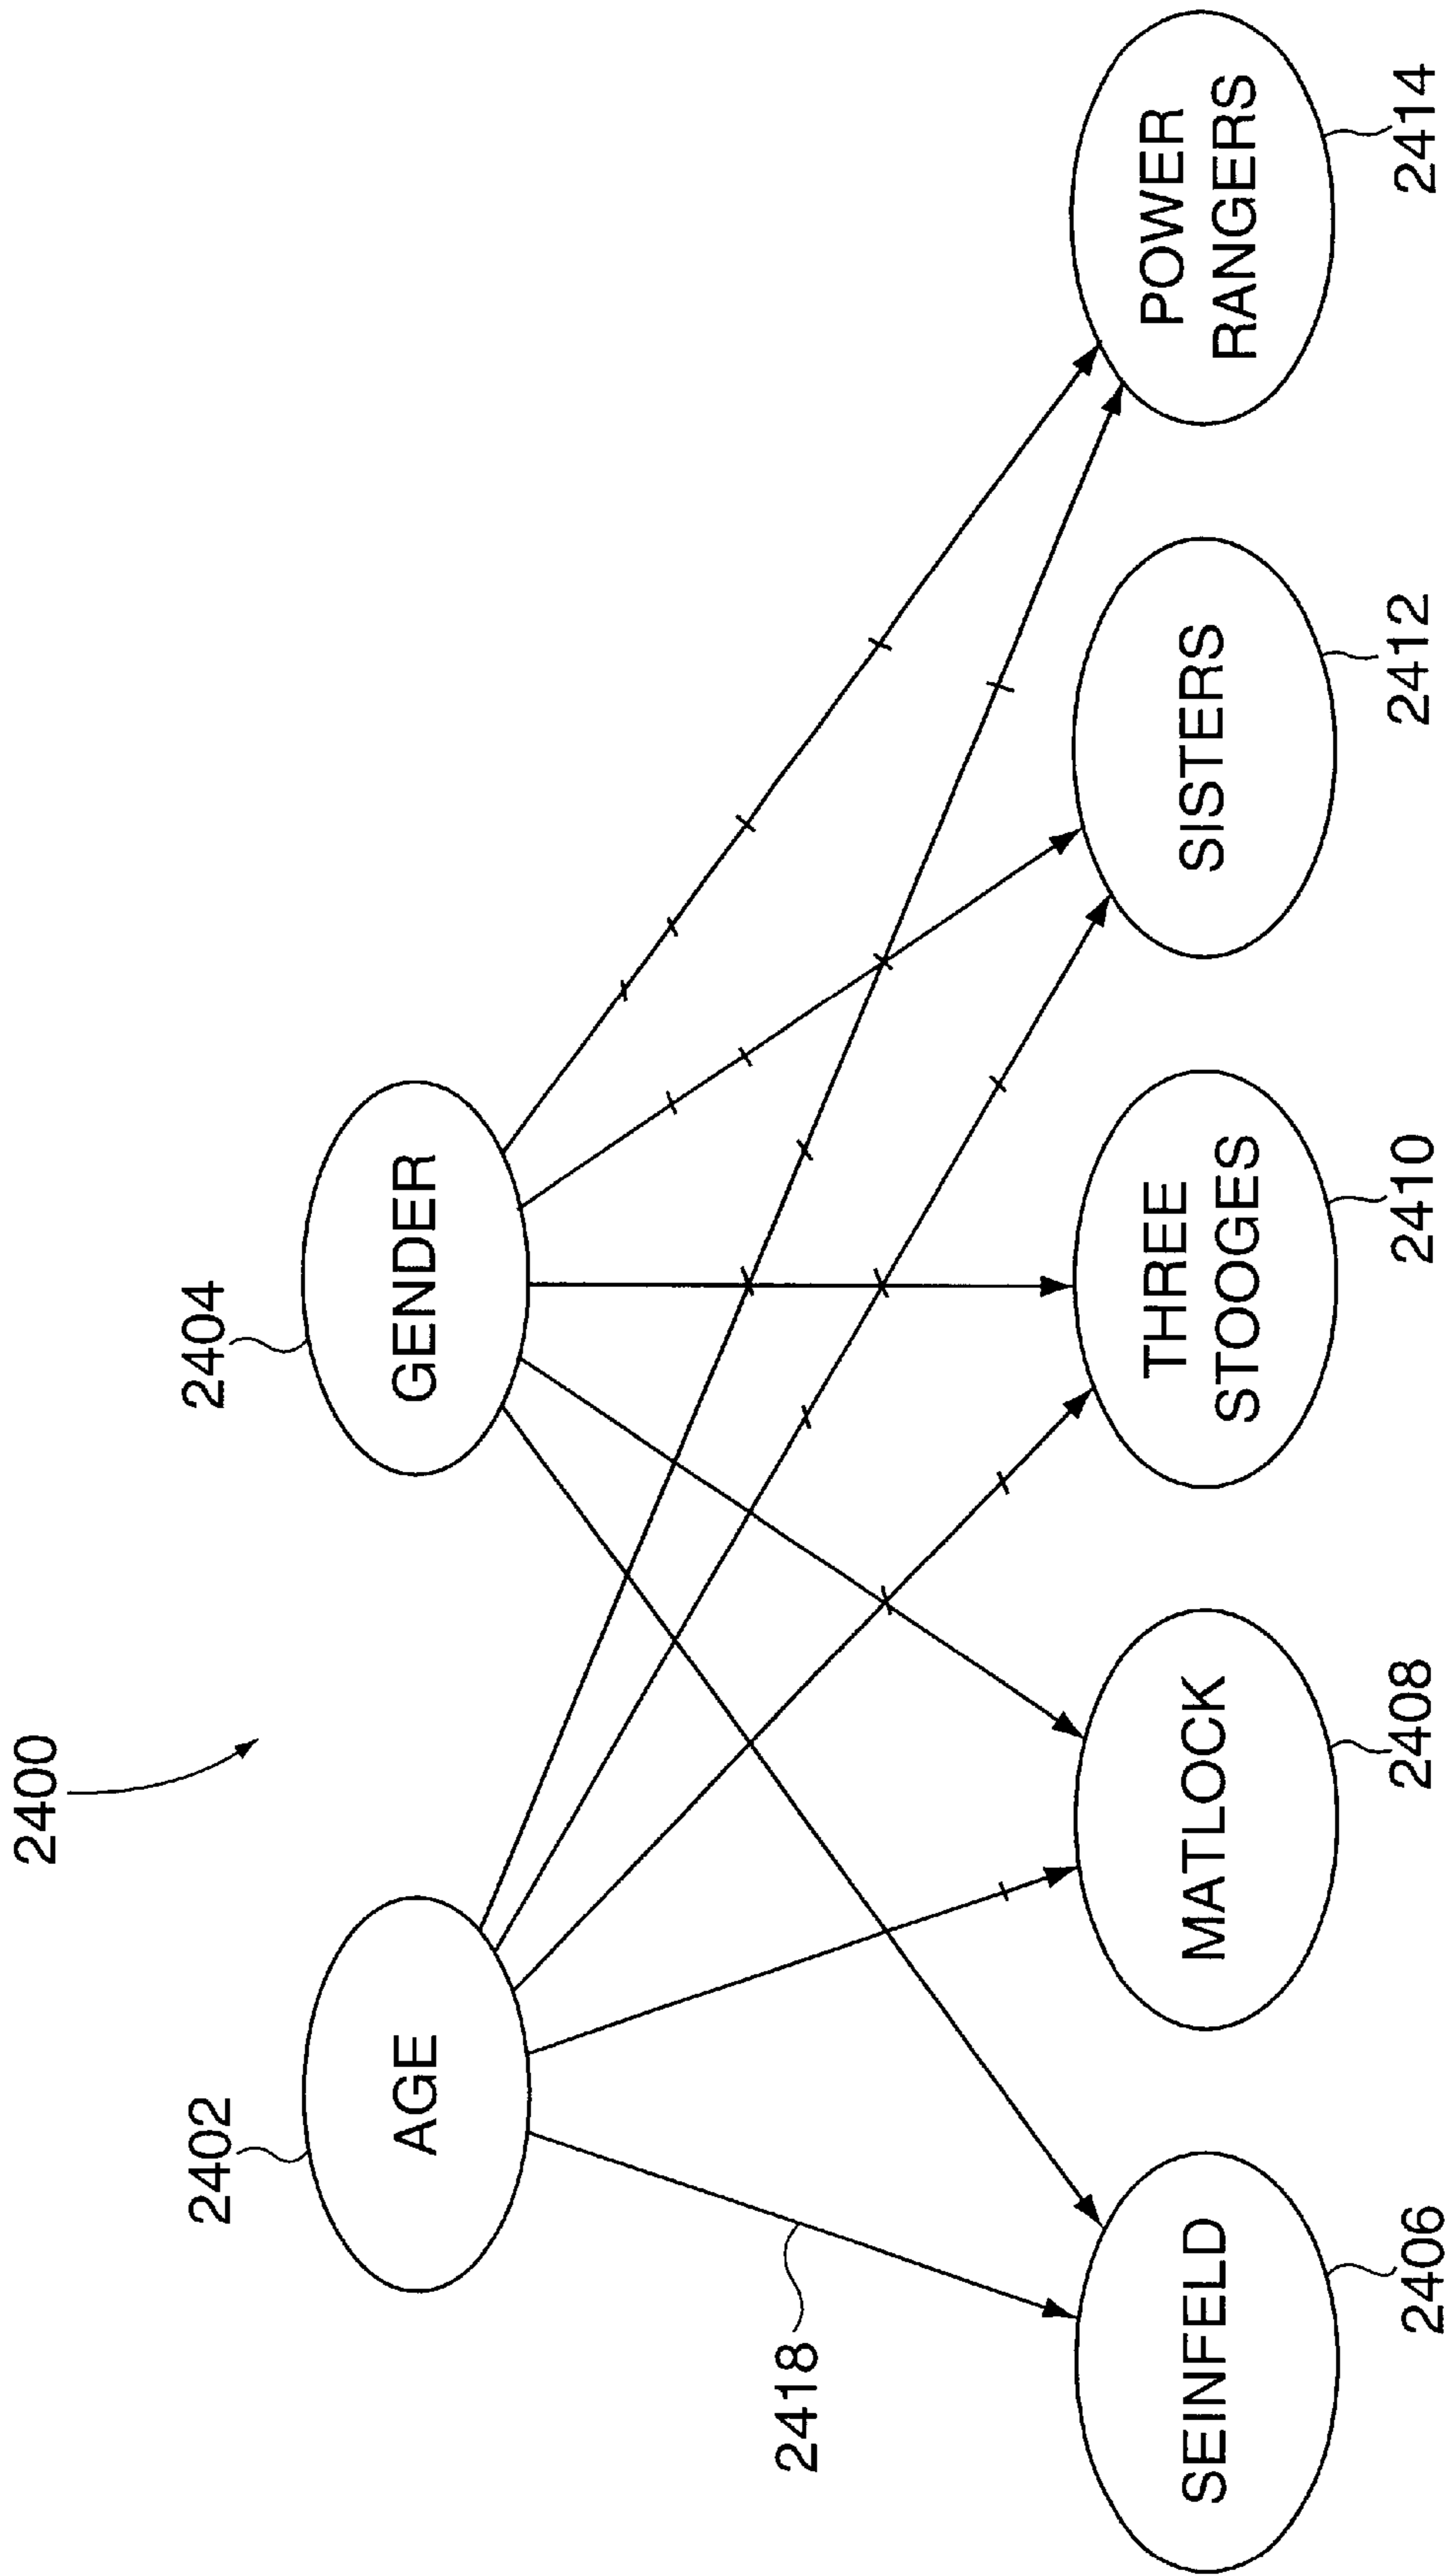 2400
2402
2404
AGE
GENDER
2418
SEINFELD
MATLOCK
THREE
STOOGES
SISTERS
POWER
RANGERS
2406
2408
2410
2412
2414